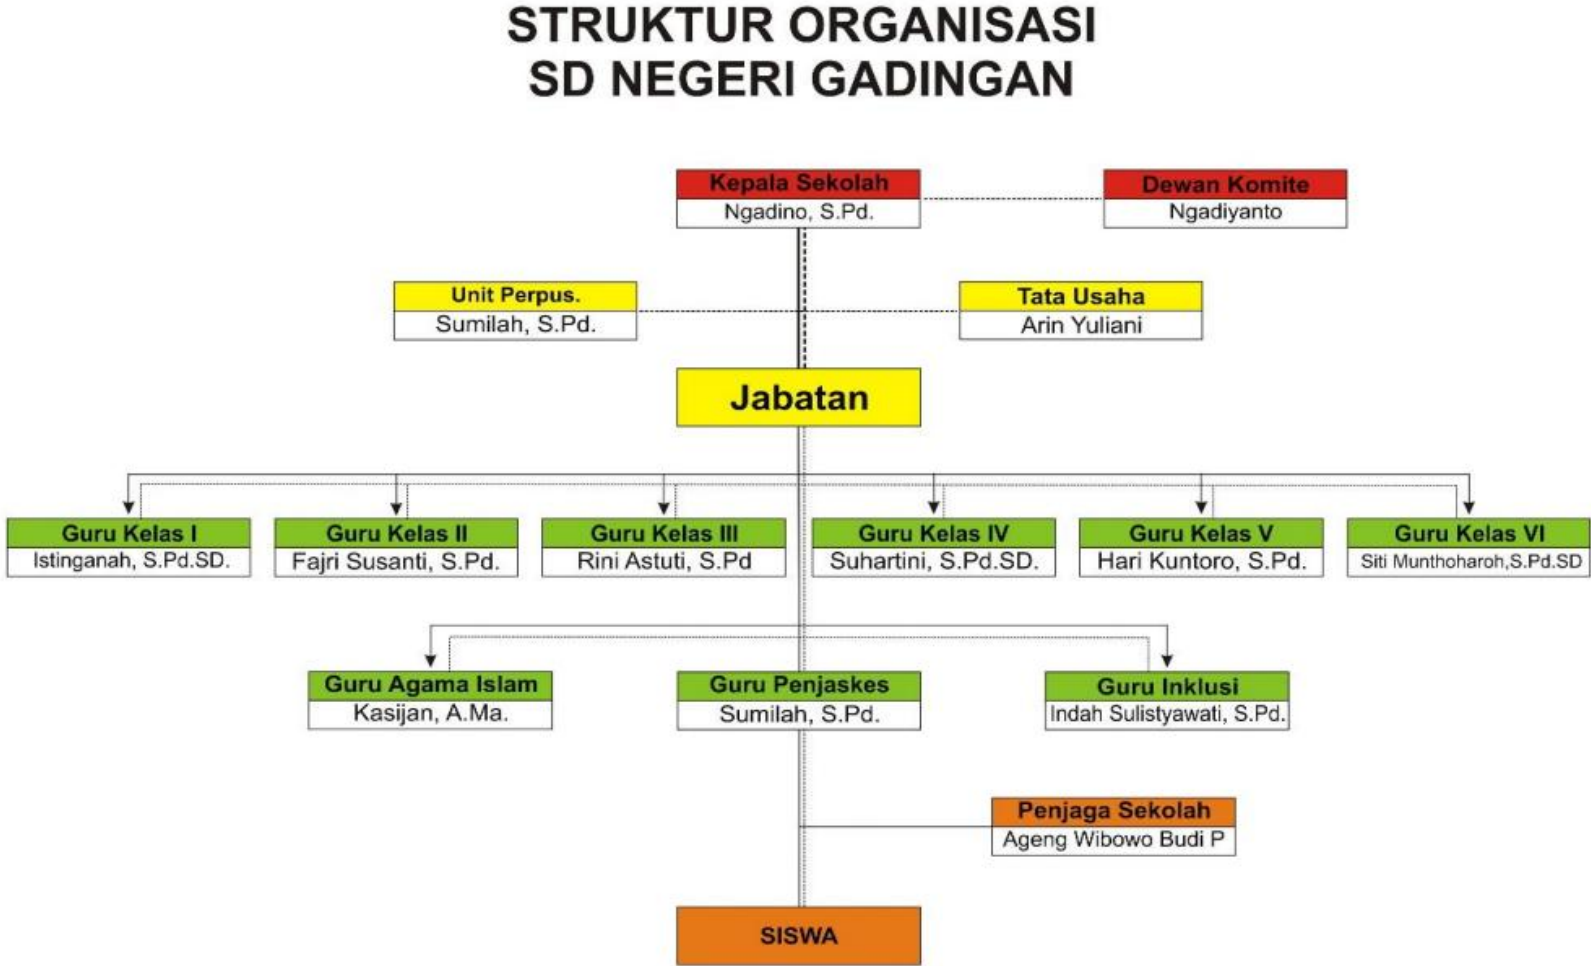 STRUKTUR ORGANISASI
SD NEGERI GADINGAN
Kepala Sekolah
Ngadino, S.Pd.
Dewan Komite
Ngadiyanto
Unit Perpus.
Sumilah, S.Pd.
Tata Usaha
Arin Yuliani
Jabatan
Guru Kelas I
Istinganah, S.Pd.SD.
Guru Kelas II
Fajri Susanti, S.Pd.
Guru Kelas III
Rini Astuti, S.Pd
Guru Kelas IV
Suhartini, S.Pd.SD.
Guru Kelas V
Hari Kuntoro, S.Pd.
Guru Kelas VI
Siti Munthoharoh,S.Pd.SD
Guru Agama Islam
Kasijan, A.Ma.
Guru Penjaskes
Sumilah, S.Pd.
Guru Inklusi
Indah Sulistyawati, S.Pd.
Penjaga Sekolah
Ageng Wibowo Budi P
SISWA